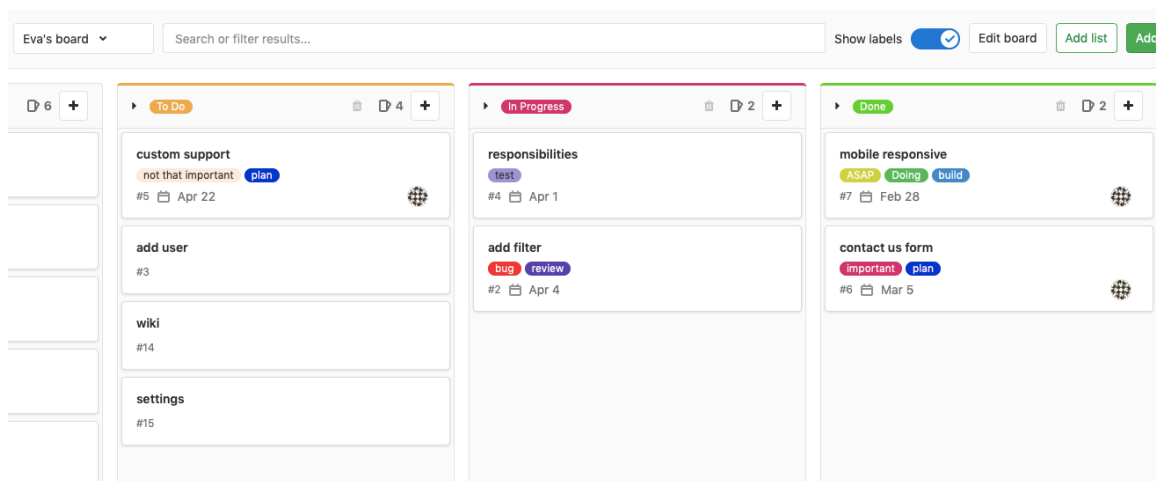 Eva's board
Search or filter results...
Show labels
Edit board
Add list
Add
6
To Do
4
custom support
not that important plan
#5 Apr 22
add user
#3
wiki
#14
settings
#15
In Progress
2
responsibilities
test
#4 Apr 1
add filter
bug review
#2 Apr 4
Done
2
mobile responsive
ASAP Doing build
#7 Feb 28
contact us form
important plan
#6 Mar 5